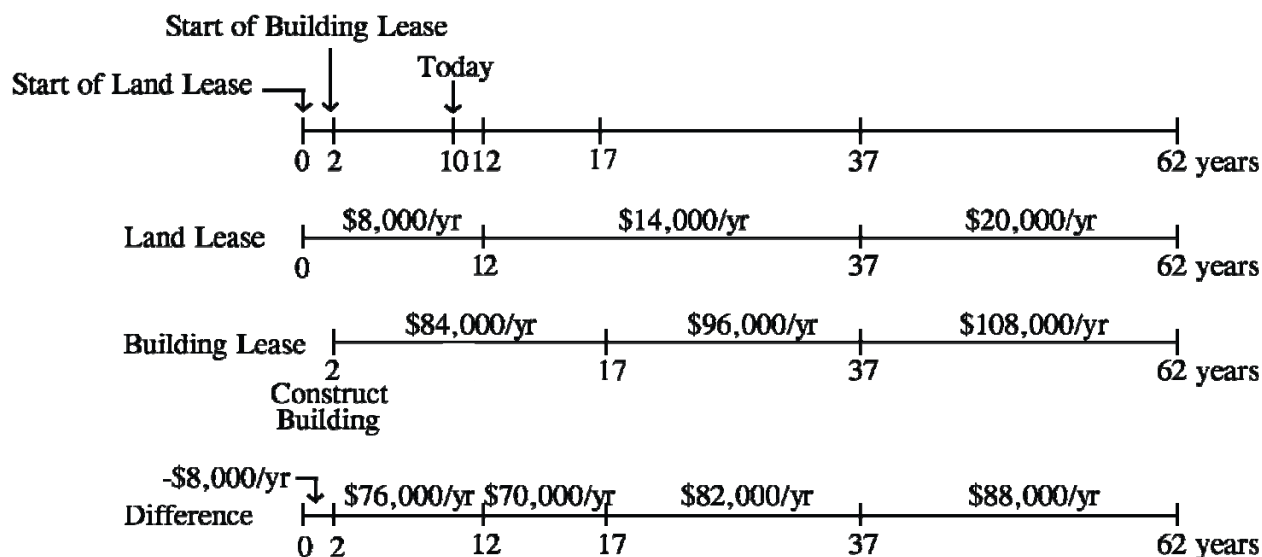 Start of Building Lease
Today
Start of Land Lease
0 2 10 12 17 37 62 years
$8,000/yr $14,000/yr $20,000/yr
Land Lease
0 12 37 62 years
$84,000/yr $96,000/yr $108,000/yr
Building Lease
2 17 37 62 years
Construct
Building
-$8,000/yr
$76,000/yr $70,000/yr $82,000/yr $88,000/yr
Difference
0 2 12 17 37 62 years